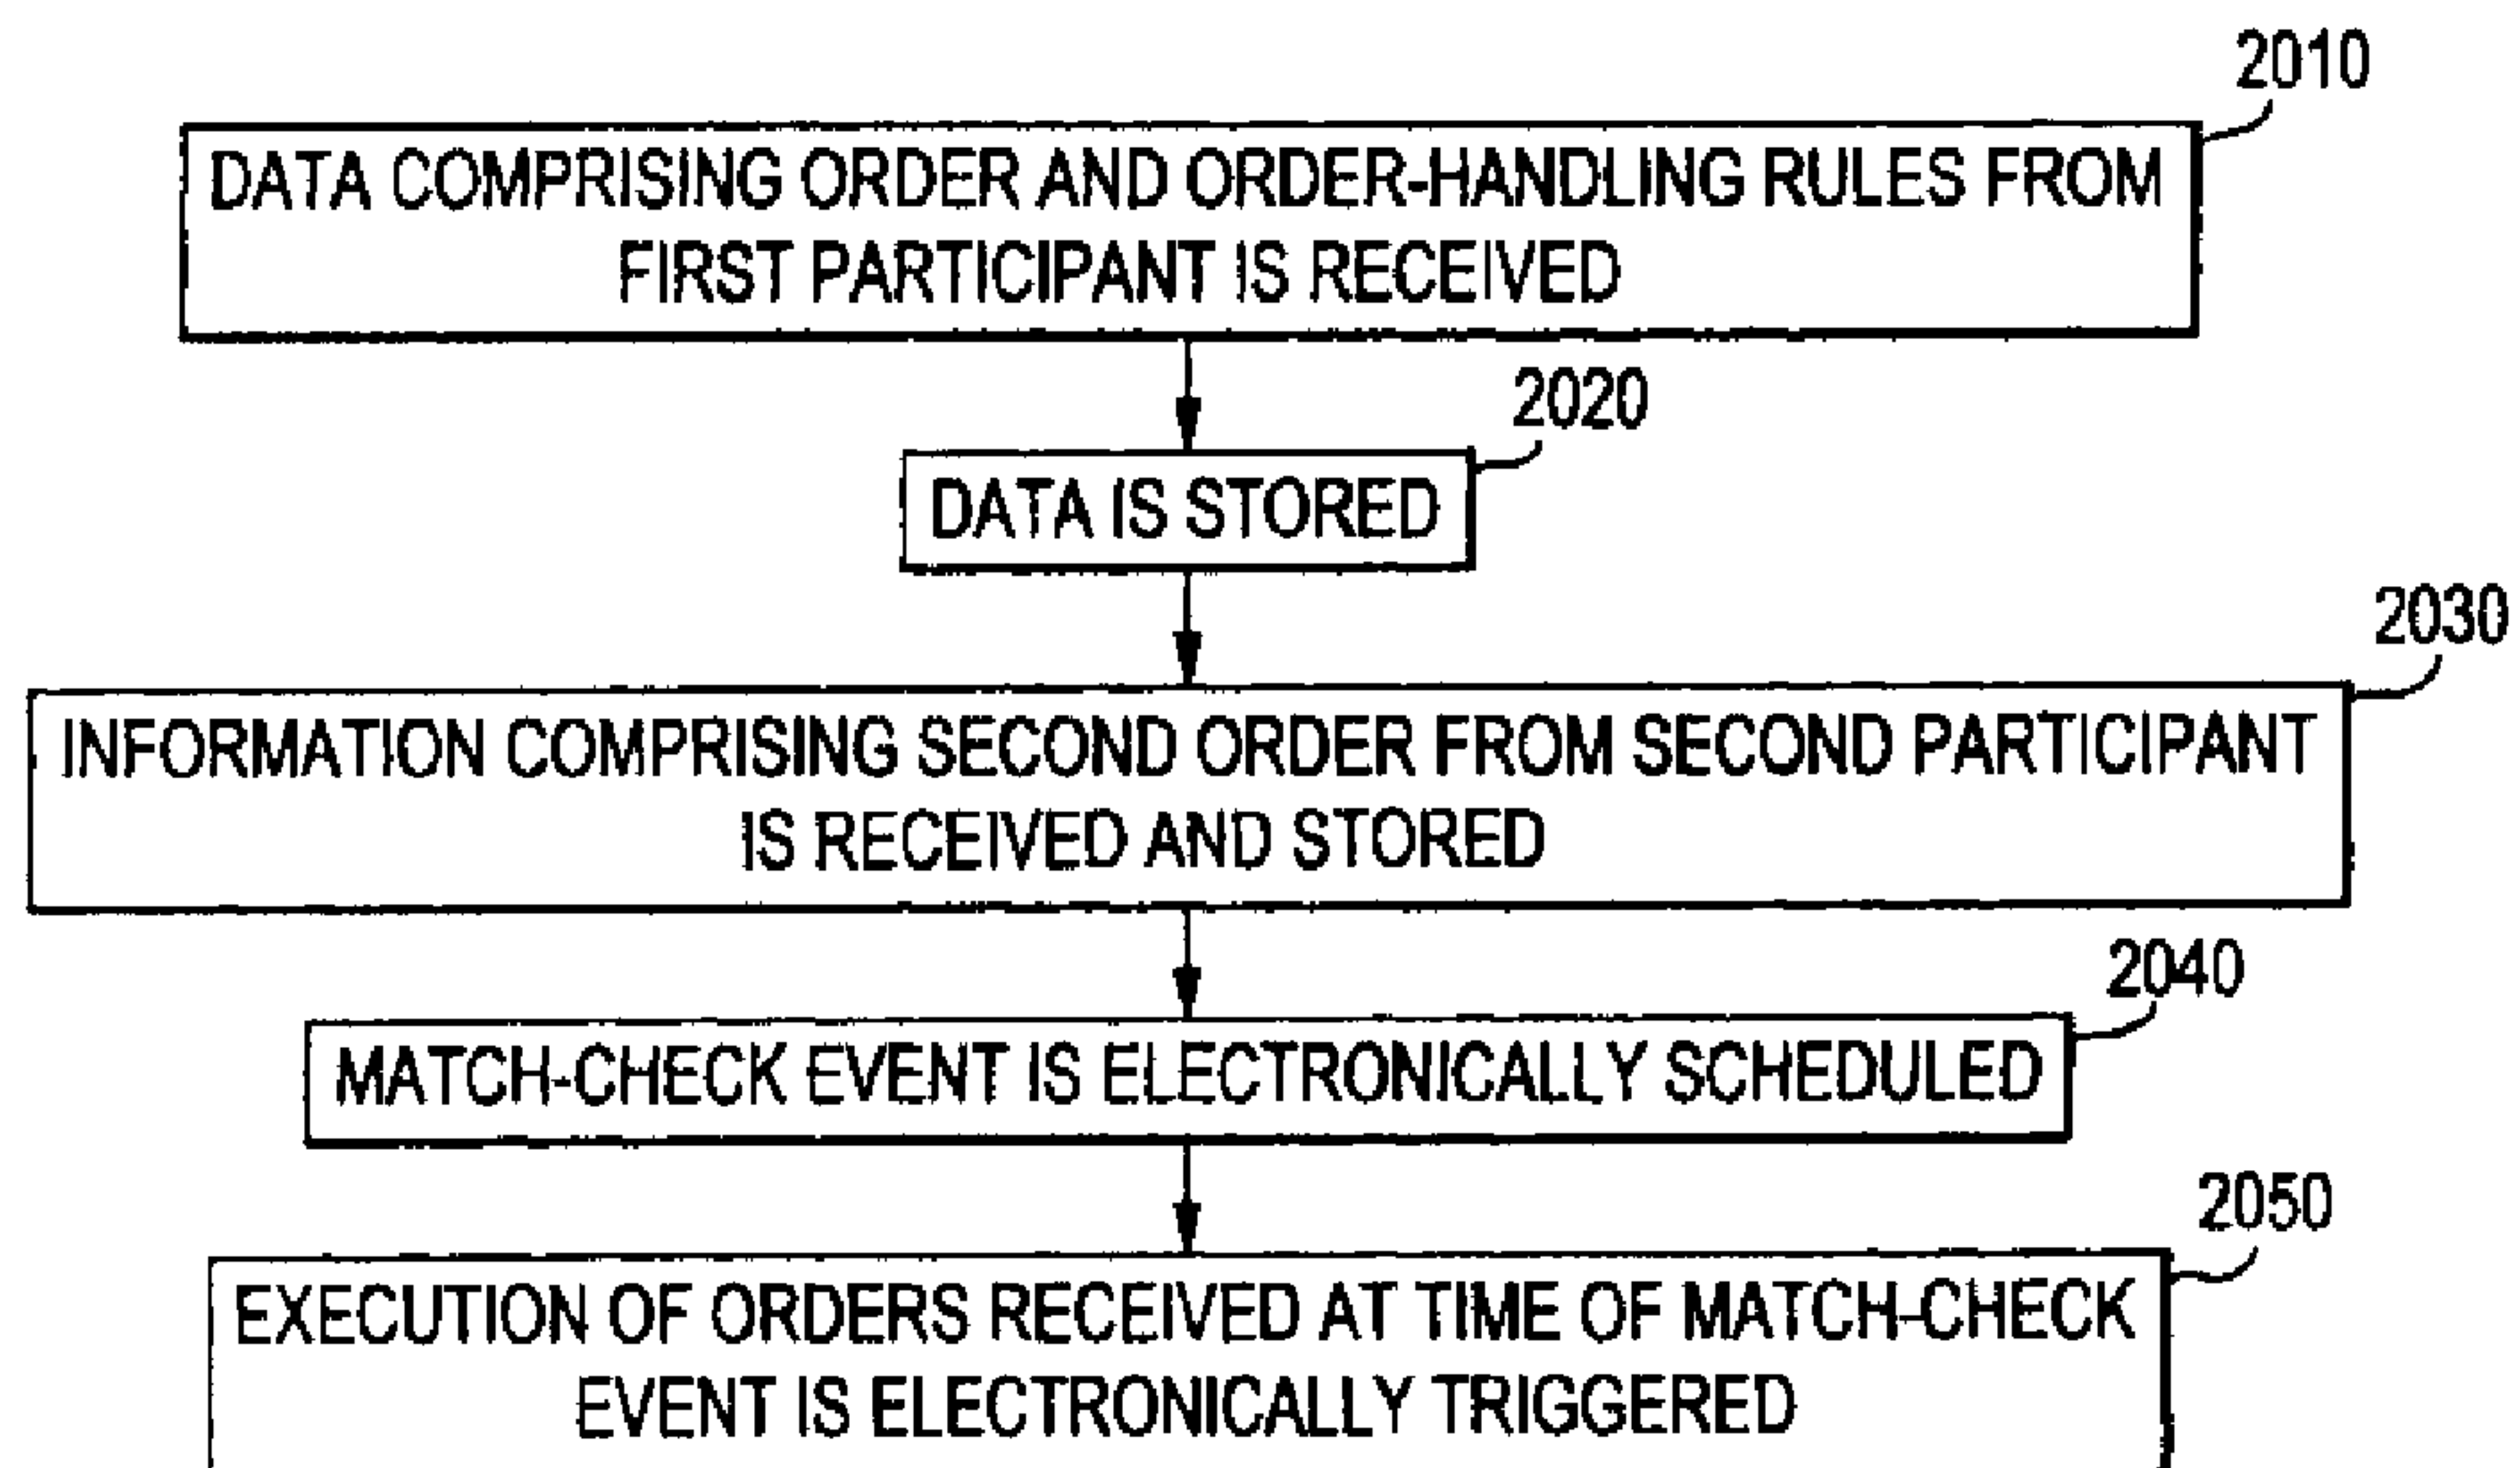 2010
DATA COMPRISING ORDER AND ORDER-HANDLING RULES FROM
FIRST PARTICIPANT IS RECEIVED
2020
DATA IS STORED
2030
INFORMATION COMPRISING SECOND ORDER FROM SECOND PARTICIPANT
IS RECEIVED AND STORED
2040
MATCH-CHECK EVENT IS ELECTRONICALLY SCHEDULED
2050
EXECUTION OF ORDERS RECEIVED AT TIME OF MATCH-CHECK
EVENT IS ELECTRONICALLY TRIGGERED